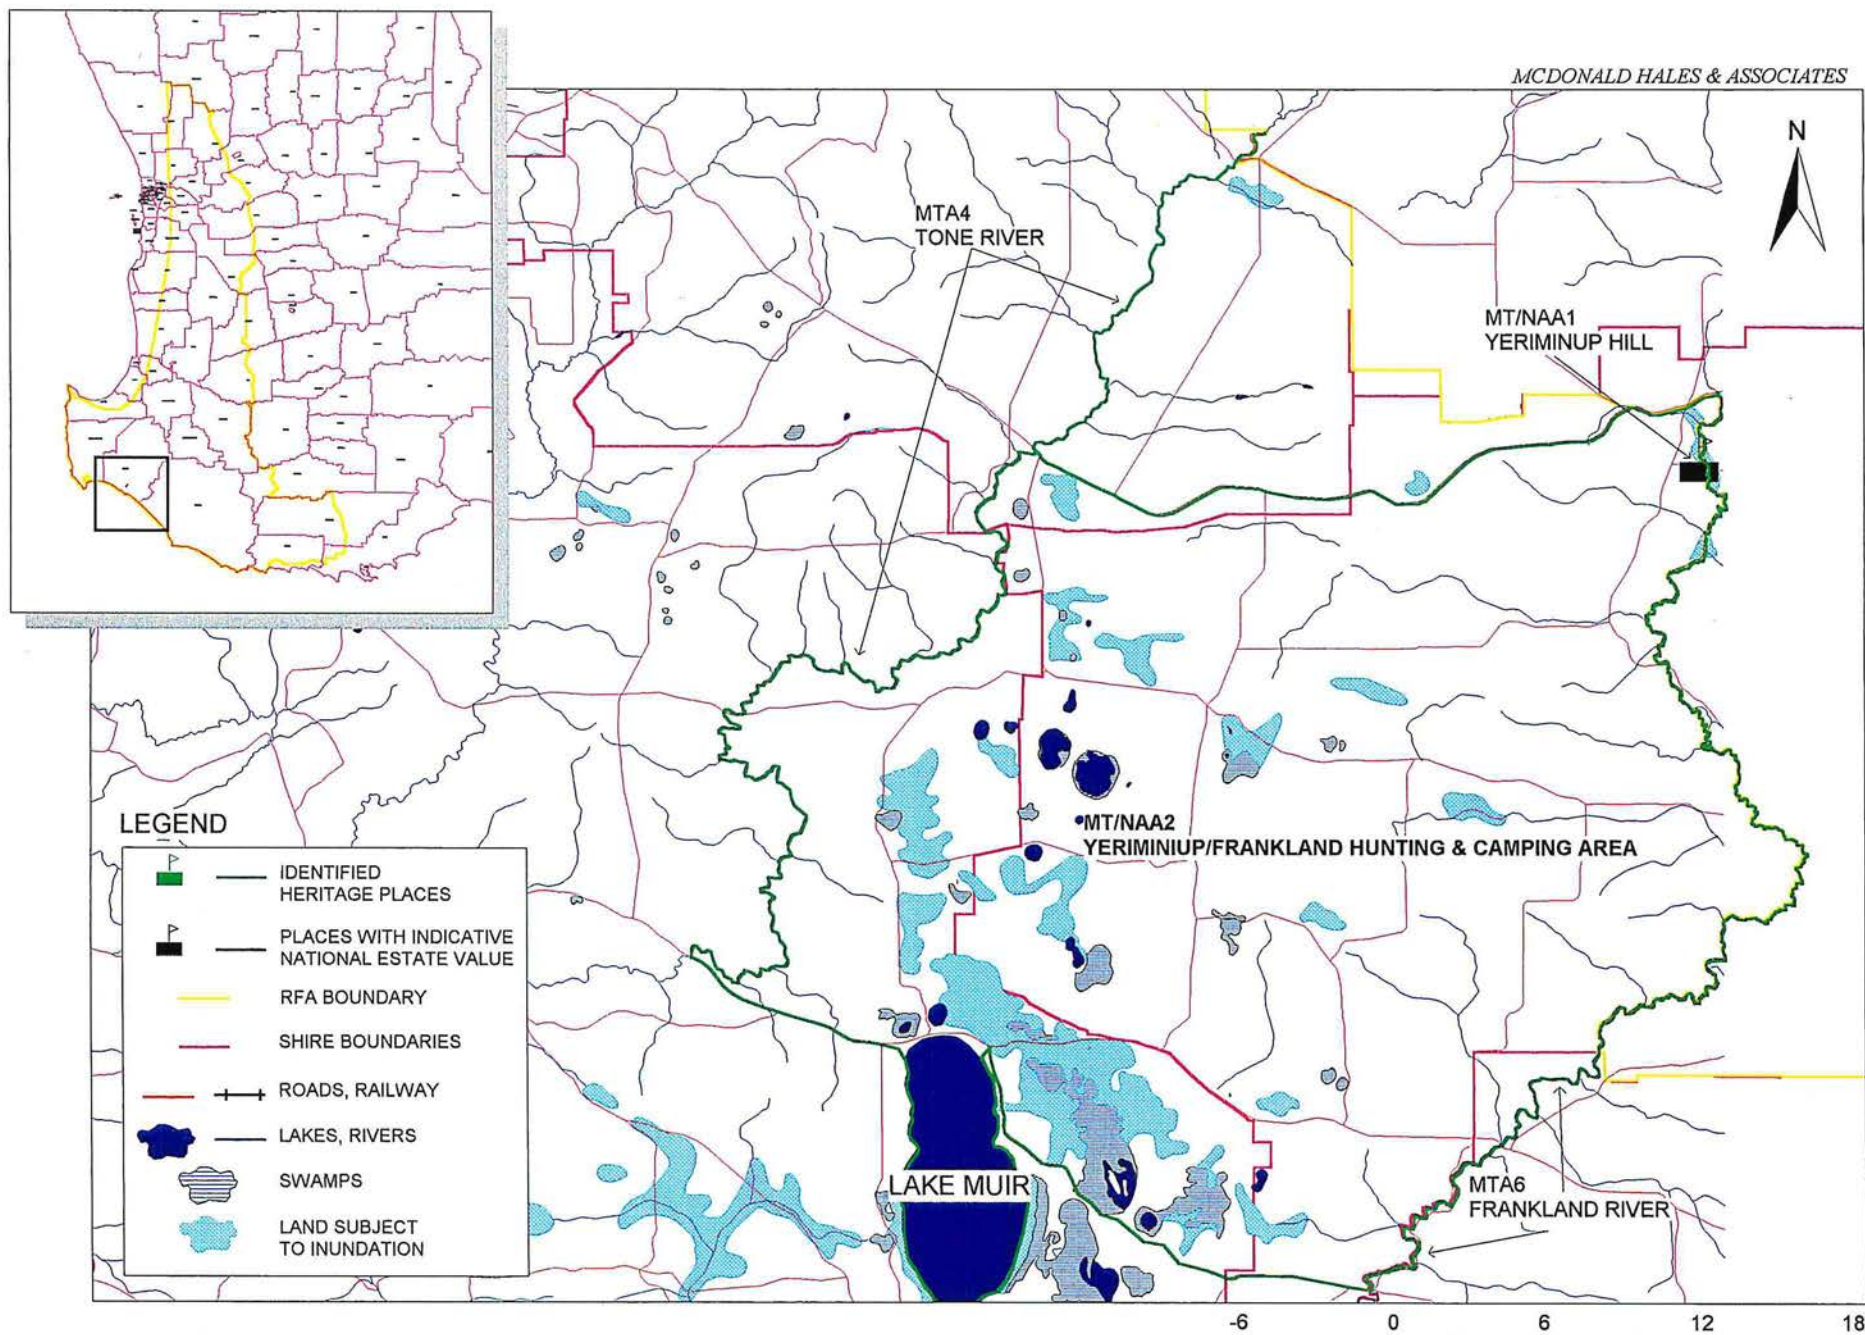 MCDONALD HALES & ASSOCIATES
N
MTA4
TONE RIVER
MT/NAA1
YERIMINUP HILL
MT/NAA2
YERIMINIUP/FRANKLAND HUNTING & CAMPING AREA
LEGEND
IDENTIFIED
HERITAGE PLACES
PLACES WITH INDICATIVE
NATIONAL ESTATE VALUE
RFA BOUNDARY
SHIRE BOUNDARIES
ROADS, RAILWAY
LAKES, RIVERS
SWAMPS
LAND SUBJECT
TO INUNDATION
LAKE MUIR
MTA6
FRANKLAND RIVER
-6 0 6 12 18